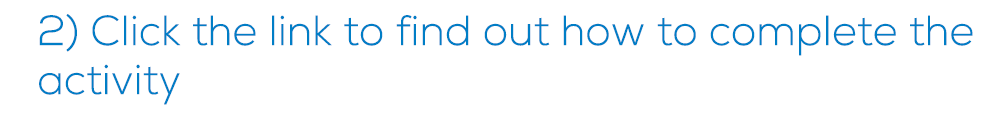 2) Click the link to find out how to complete the
activity